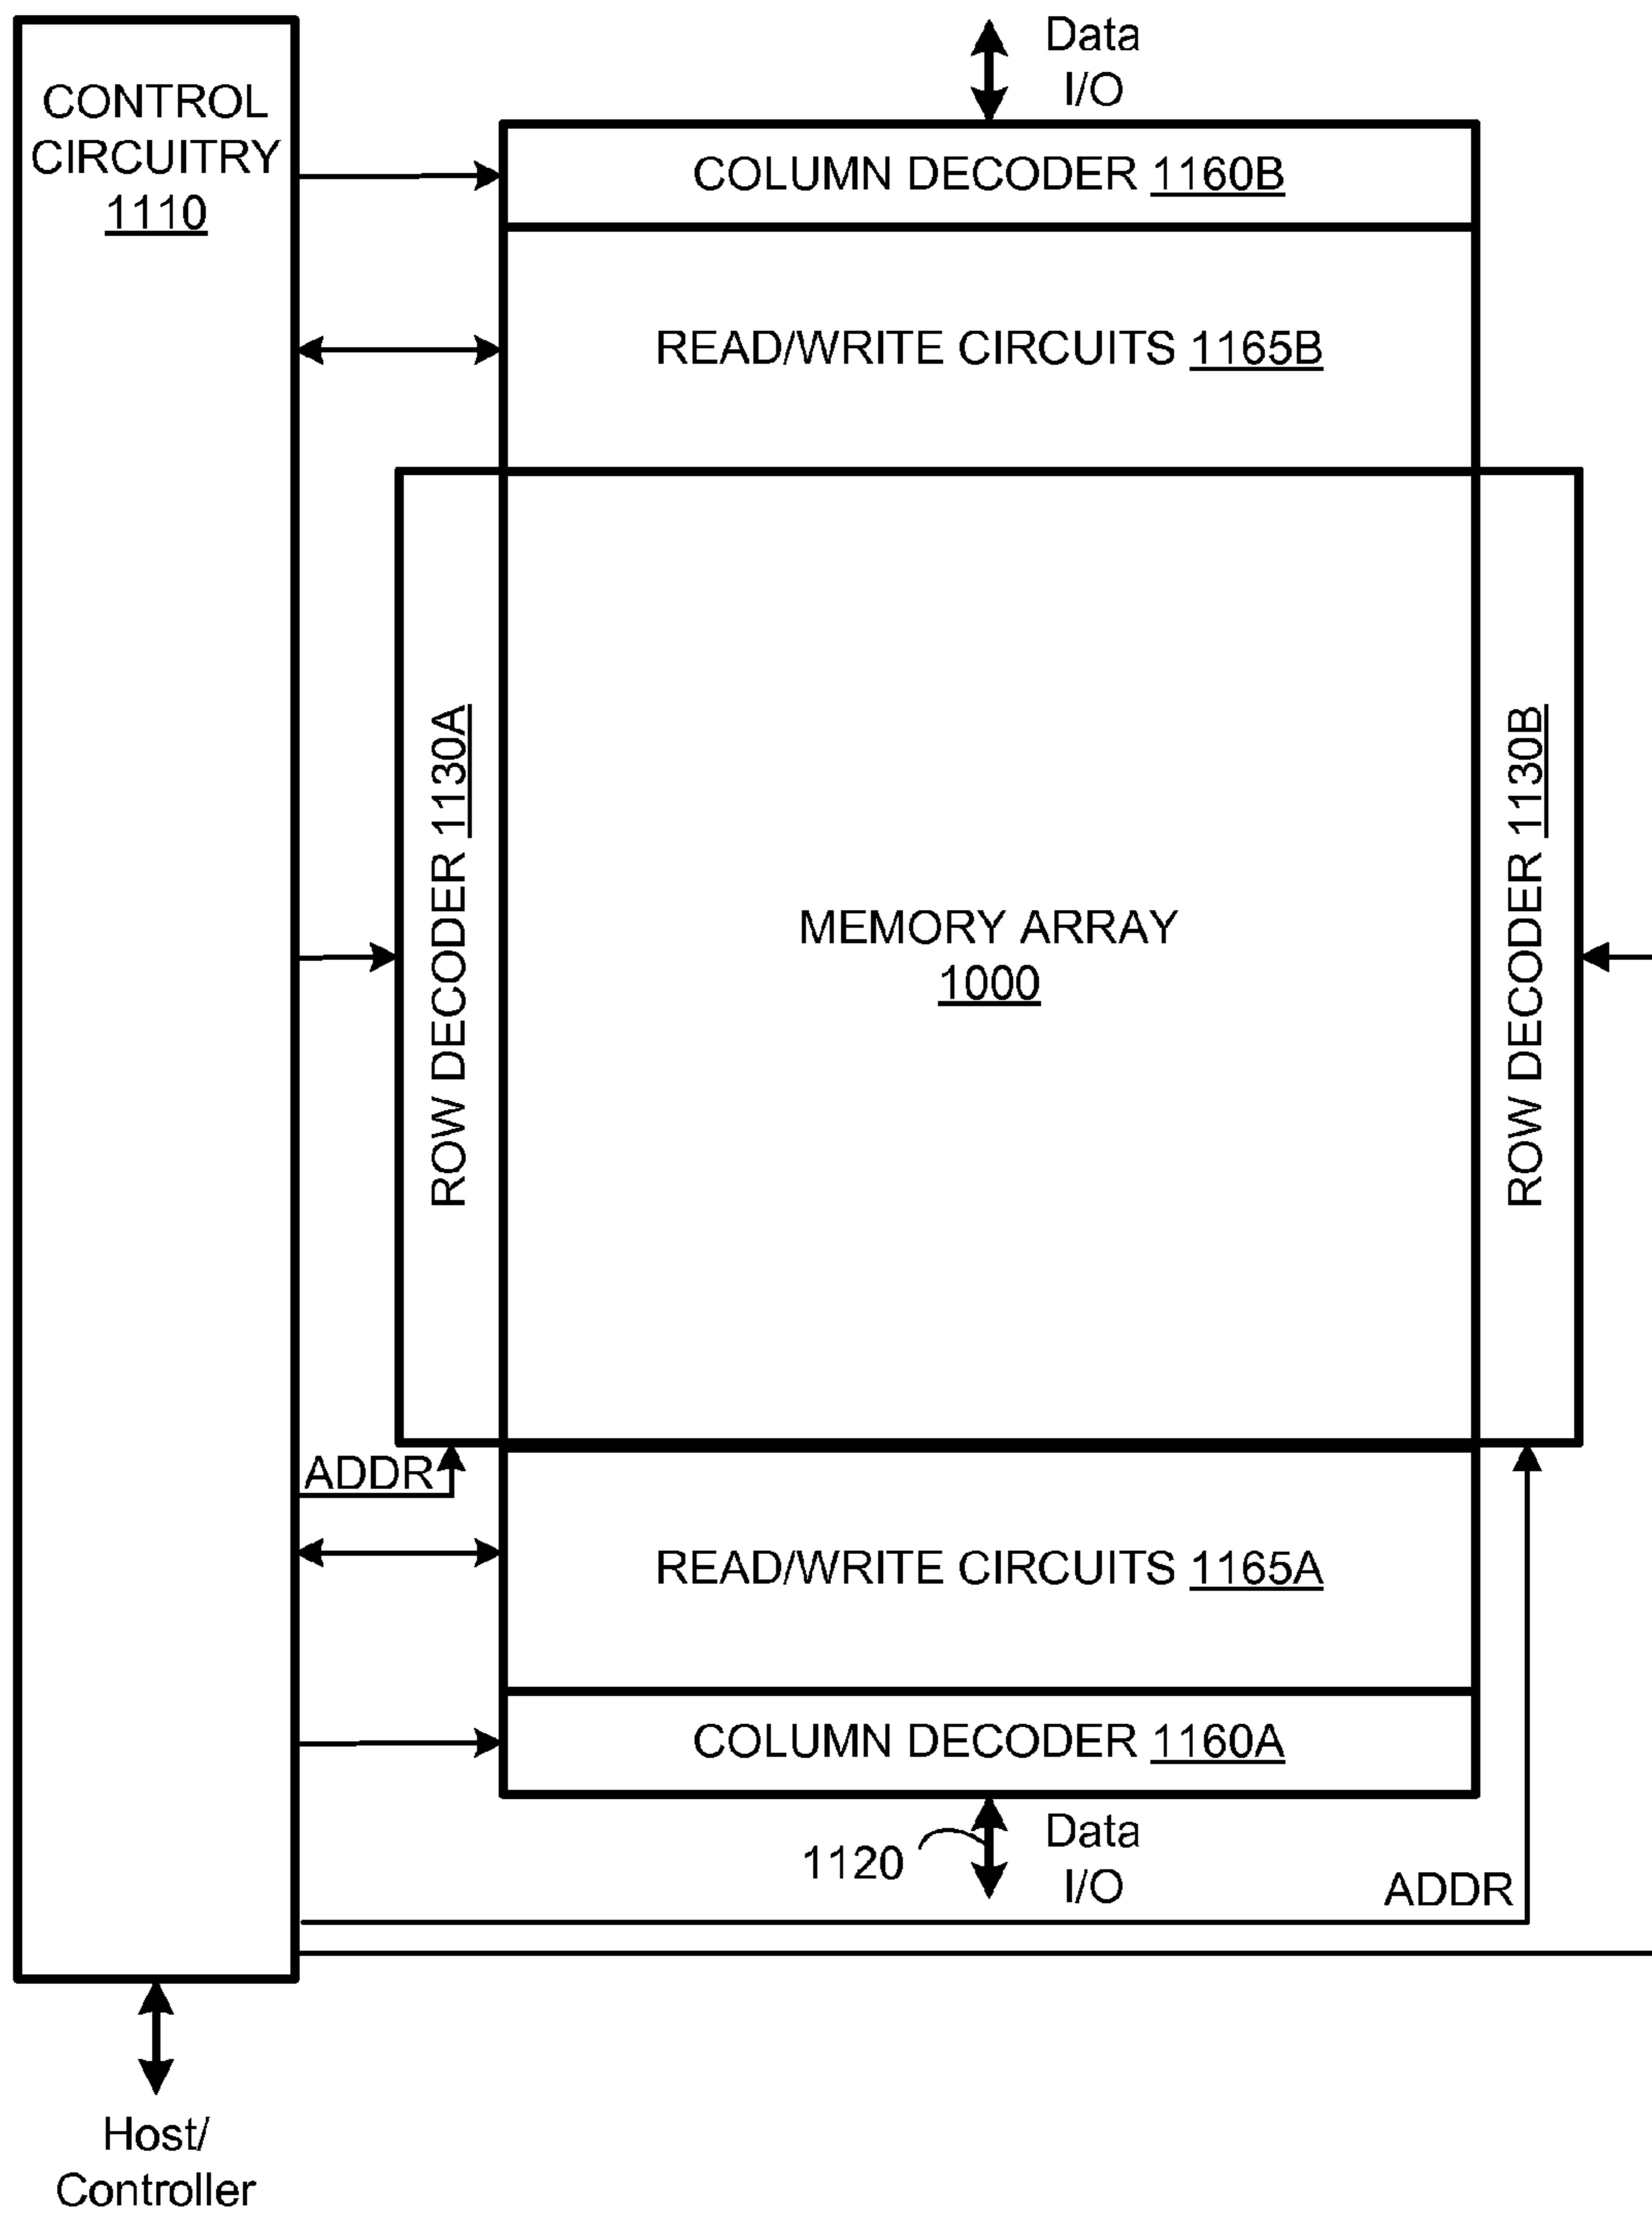 Data
I/O
CONTROL
CIRCUITRY
1110
COLUMN DECODER 1160B
READ/WRITE CIRCUITS 1165B
ROW DECODER 1130A
MEMORY ARRAY
1000
ROW DECODER 1130B
ADDR
READ/WRITE CIRCUITS 1165A
COLUMN DECODER 1160A
1120
Data
I/O
ADDR
Host/
Controller